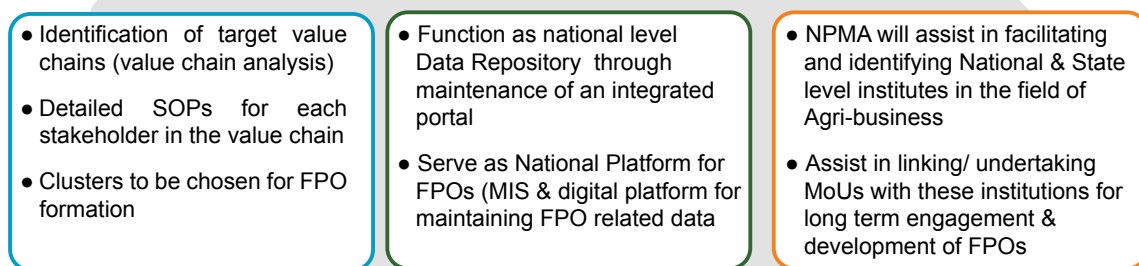 ● Identification of target value
chains (value chain analysis)
● Detailed SOPs for each
stakeholder in the value chain
● Clusters to be chosen for FPO
formation
● Function as national level
Data Repository through
maintenance of an integrated
portal
● Serve as National Platform for
FPOs (MIS & digital platform for
maintaining FPO related data
● NPMA will assist in facilitating
and identifying National & State
level institutes in the field of
Agri-business
● Assist in linking/ undertaking
MoUs with these institutions for
long term engagement &
development of FPOs